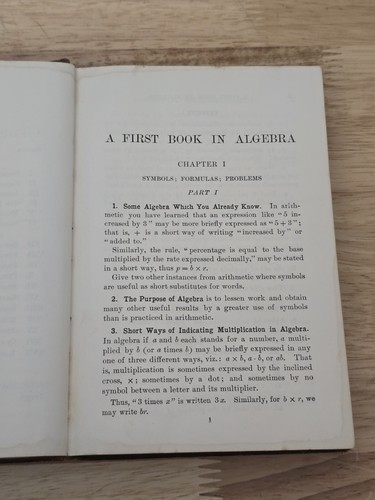 A FIRST BOOK IN ALGEBRA
CHAPTER I
SYMBOLS; FORMULAS; PROBLEMS
PART I
1. Some Algebra Which You Already Know. In arith-
metic you have learned that an expression like "5 in-
creased by 3" may be more briefly expressed as "5+3";
that is, + is a short way of writing "increased by" or
"added to."
Similarly, the rule, "percentage is equal to the base
multiplied by the rate expressed decimally," may be stated
in a short way, thus p = b × r.
Give two other instances from arithmetic where symbols
are useful as short substitutes for words.
2. The Purpose of Algebra is to lessen work and obtain
many other useful results by a greater use of symbols
than is practiced in arithmetic.
3. Short Ways of Indicating Multiplication in Algebra.
In algebra if a and b each stands for a number, a multi-
plied by b (or a times b) may be briefly expressed in any
one of three different ways, viz.: a × b, a · b, or ab. That
is, multiplication is sometimes expressed by the inclined
cross, ×; sometimes by a dot; and sometimes by no
symbol between a letter and its multiplier.
Thus, "3 times x" is written 3x. Similarly, for b × r, we
may write br.
1